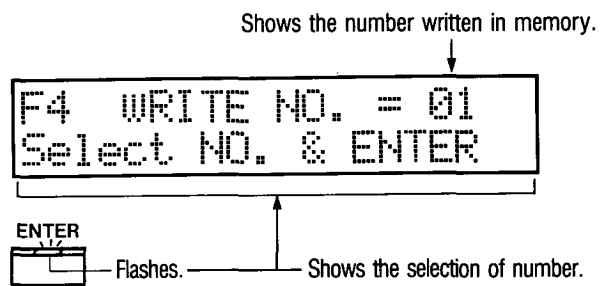 Shows the number written in memory.
F4 WRITE NO. = 01
Select NO. & ENTER
ENTER
Flashes. Shows the selection of number.